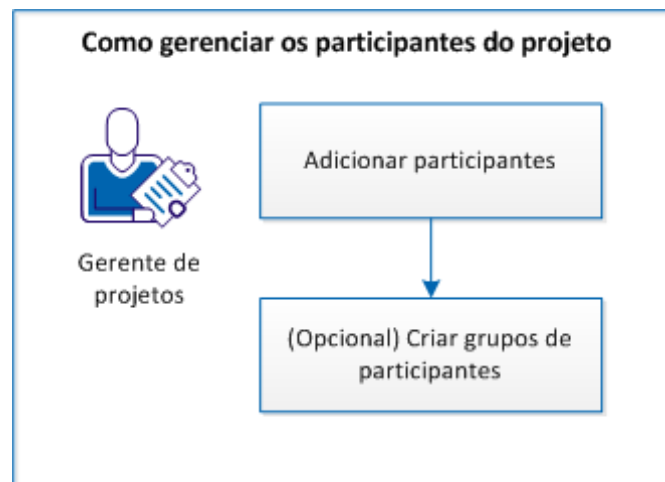 Como gerenciar os participantes do projeto
Adicionar participantes
Gerente de
projetos
(Opcional) Criar grupos de
participantes